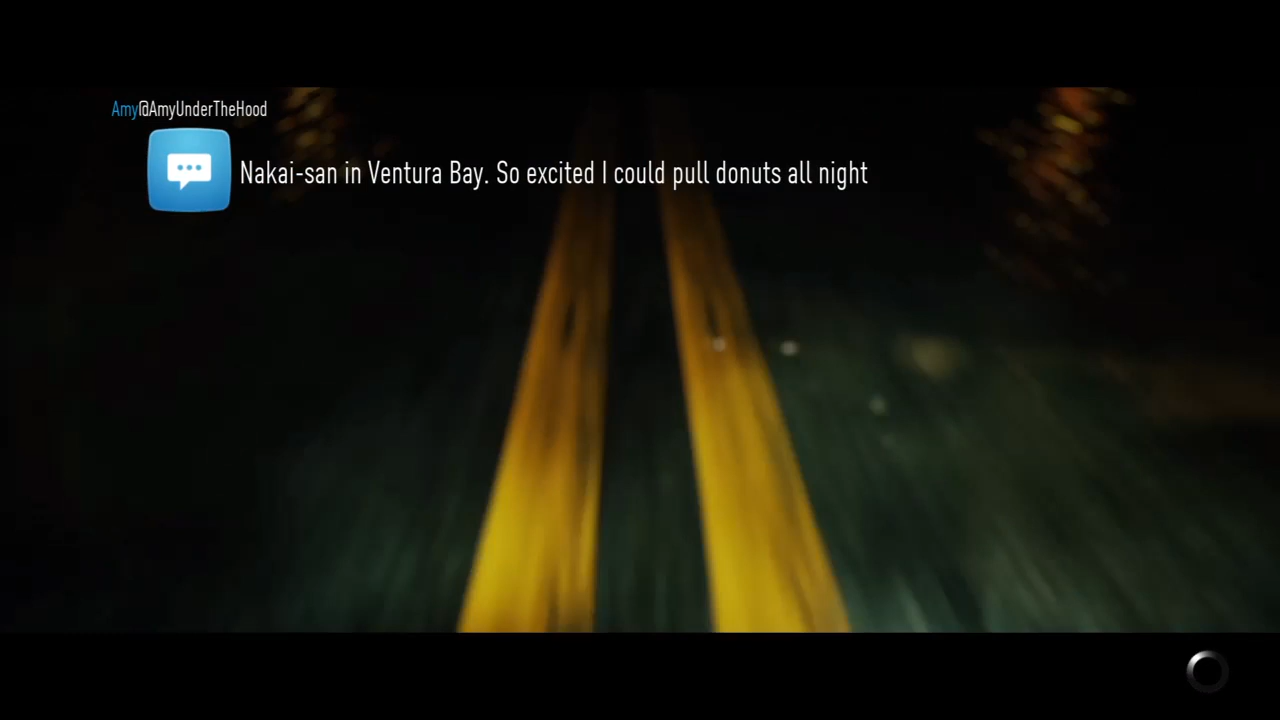 Amy@AmyUnderTheHood
Nakai-san in Ventura Bay. So excited I could pull donuts all night